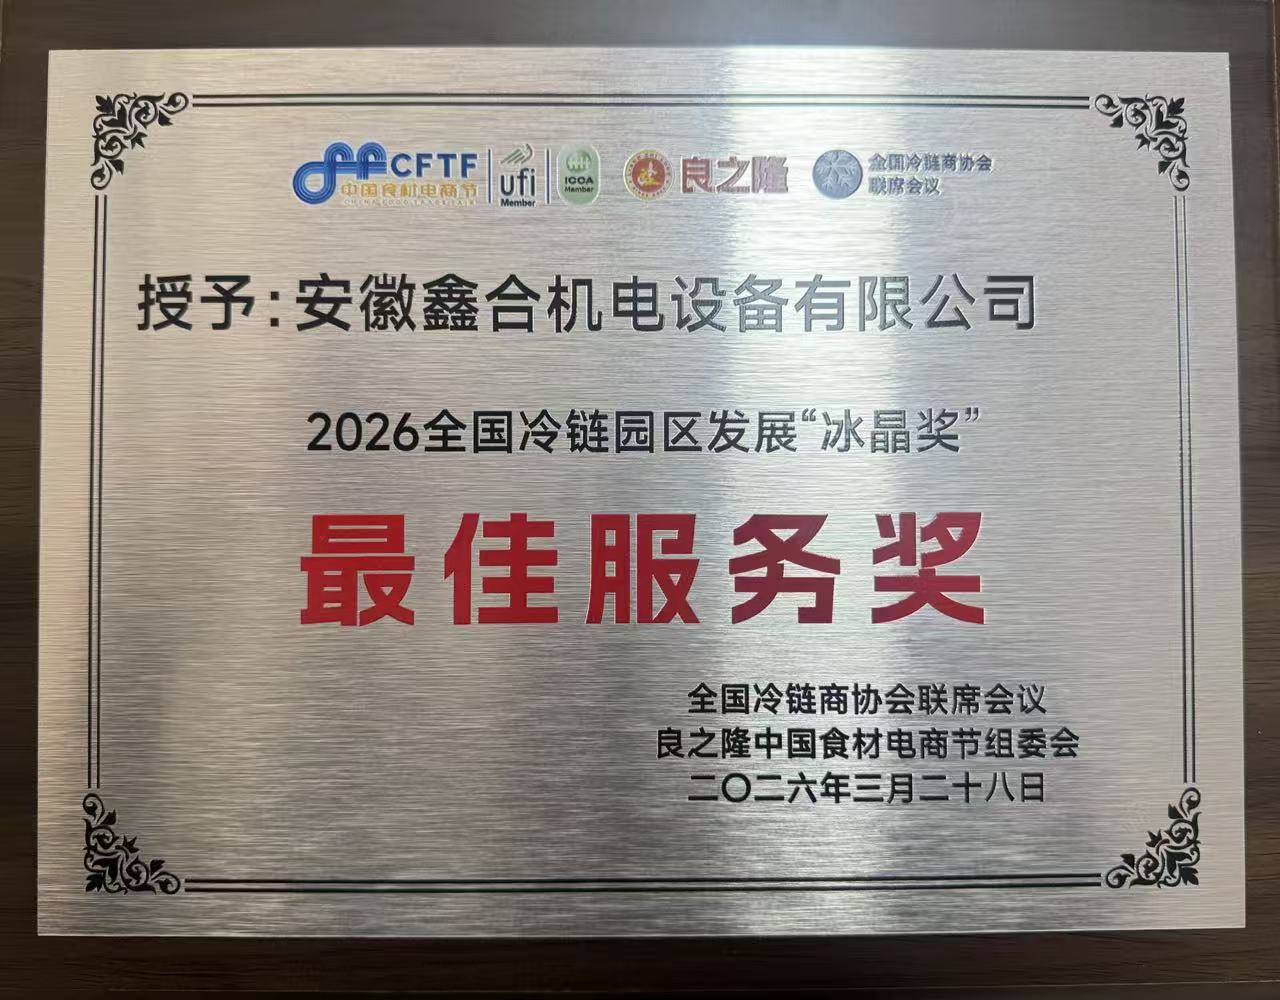 CFTF
中国食材电商节
ufi
Member
ICCA
Member
良之隆
全国冷链商协会
联席会议
授予:安徽鑫合机电设备有限公司
2026全国冷链园区发展“冰晶奖”
最佳服务奖
全国冷链商协会联席会议
良之隆中国食材电商节组委会
二〇二六年三月二十八日